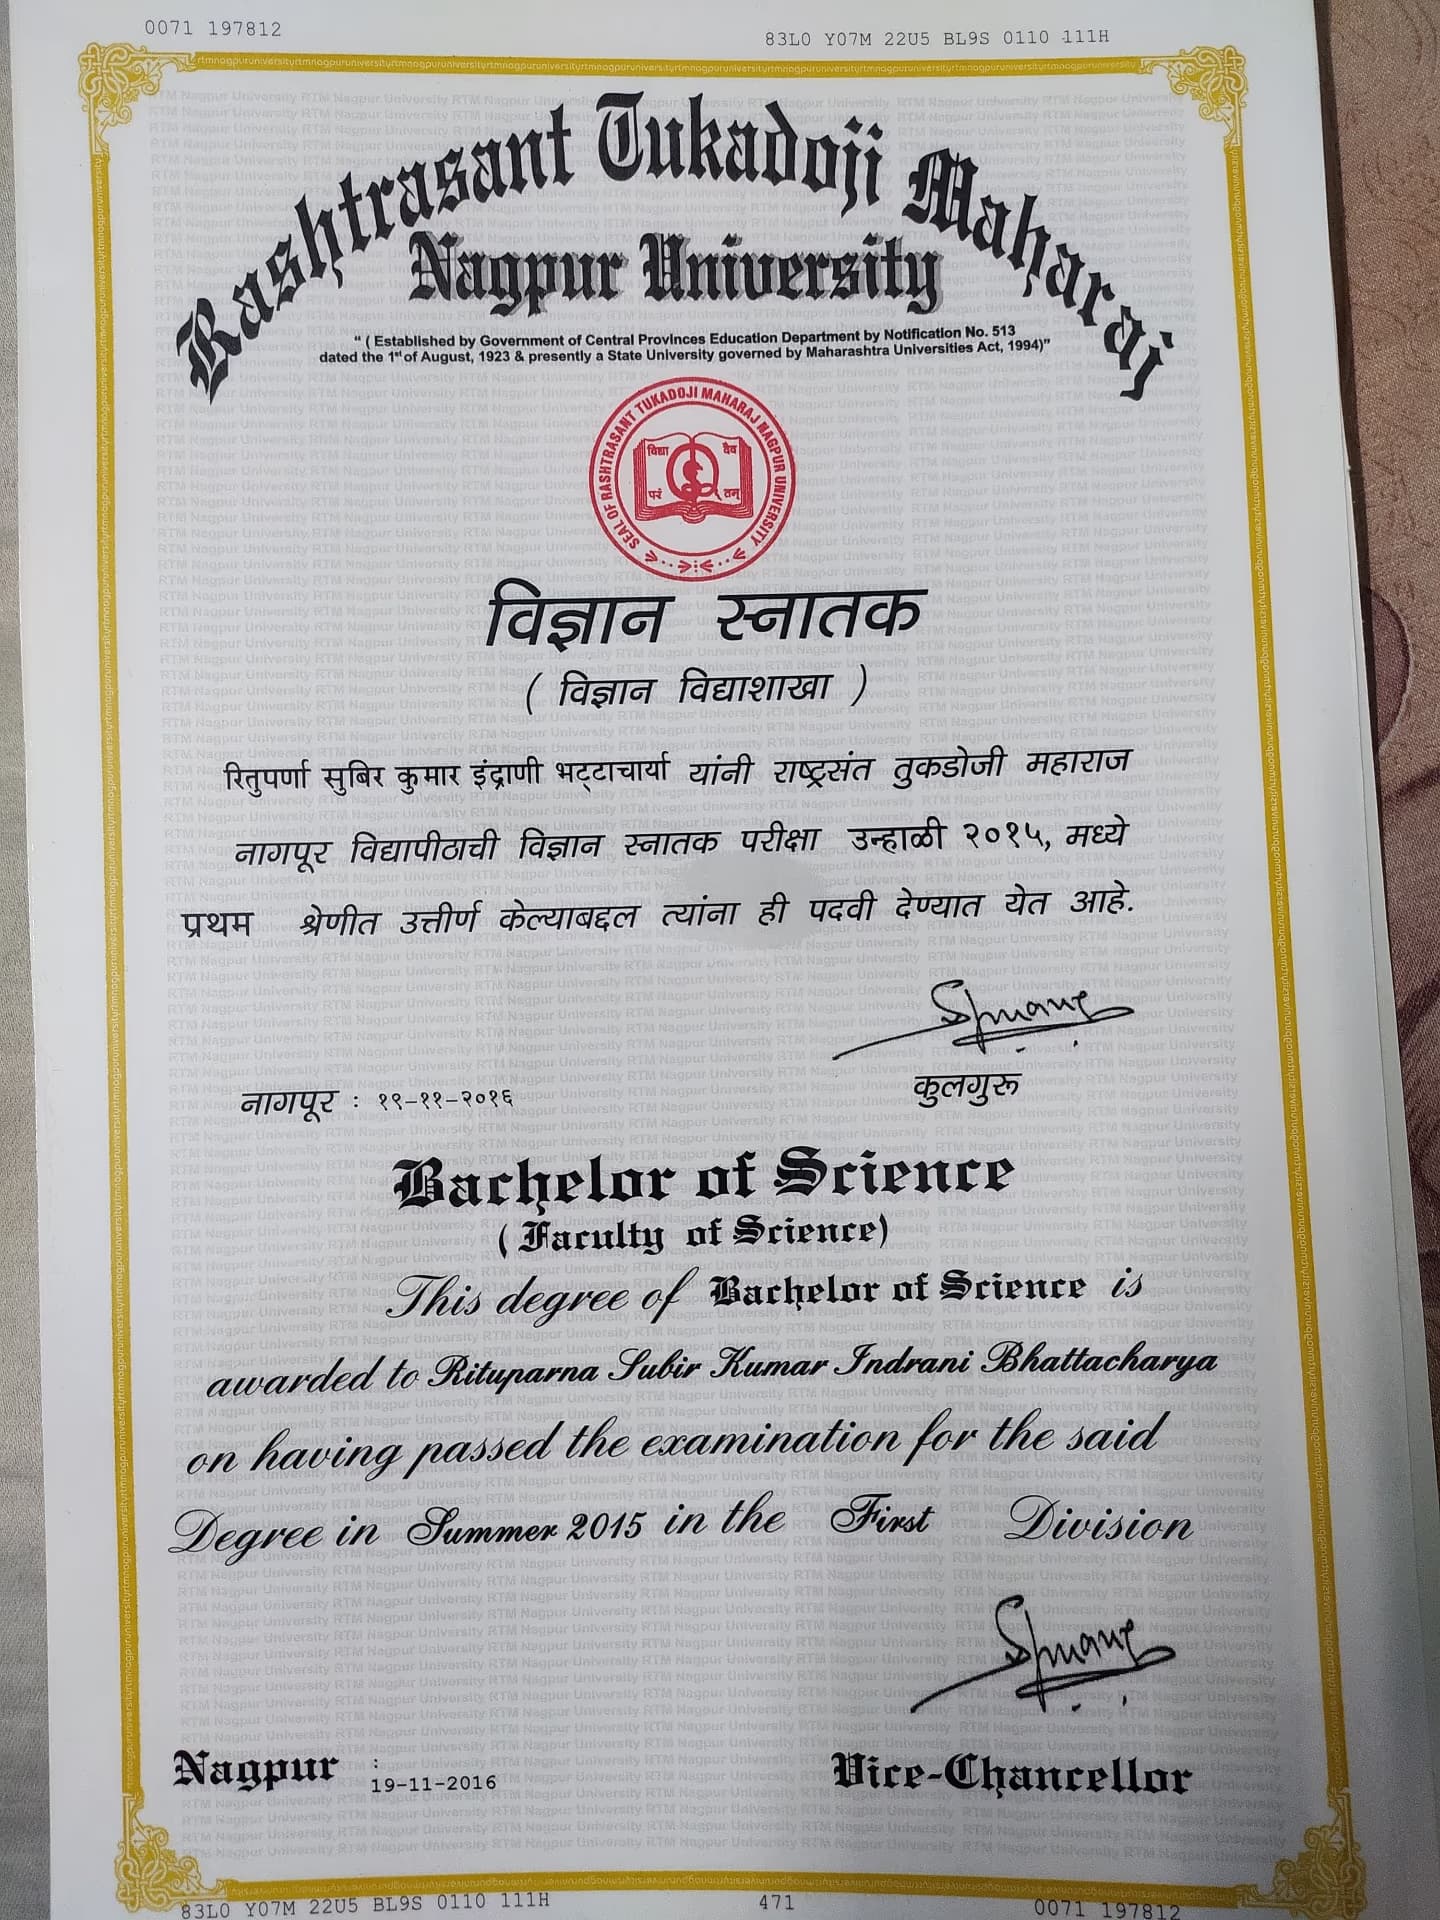 0071 197812
83L0 Y07M 22U5 BL9S 0110 111H
Rashtrasant Tukadoji Maharaj
Nagpur University
" ( Established by Government of Central Provinces Education Department by Notification No. 513
dated the 1st of August, 1923 & presently a State University governed by Maharashtra Universities Act, 1994)"
SEAL OF RASHTRASANT TUKADOJI MAHARAJ NAGPUR UNIVERSITY
विद्या दैव
परं तम्
विज्ञान स्नातक
( विज्ञान विद्याशाखा )
रितुपर्णा सुबिर कुमार इंद्राणी भट्टाचार्या यांनी राष्ट्रसंत तुकडोजी महाराज
नागपूर विद्यापीठाची विज्ञान स्नातक परीक्षा उन्हाळी २०१५, मध्ये
प्रथम श्रेणीत उत्तीर्ण केल्याबद्दल त्यांना ही पदवी देण्यात येत आहे.
कुलगुरू
नागपूर : १९-११-२०१६
Bachelor of Science
( Faculty of Science)
This degree of Bachelor of Science is
awarded to Rituparna Subir Kumar Indrani Bhattacharya
on having passed the examination for the said
Degree in Summer 2015 in the First Division
Nagpur : 19-11-2016
Vice-Chancellor
83L0 Y07M 22U5 BL9S 0110 111H
471
0071 197812